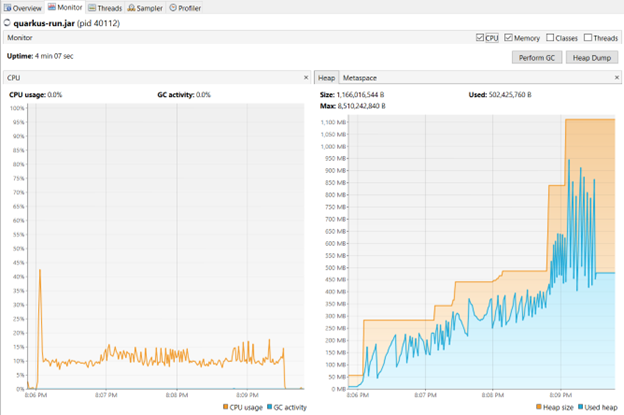 Overview Monitor Threads Sampler Profiler
quarkus-run.jar (pid 40112)
Monitor CPU Memory Classes Threads
Uptime: 4 min 07 sec Perform GC Heap Dump
CPU × Heap Metaspace ×
CPU usage: 0.0% GC activity: 0.0% Size: 1,166,016,544 B Used: 502,425,760 B
Max: 8,510,242,840 B
100%
95%
90%
85%
80%
75%
70%
65%
60%
55%
50%
45%
40%
35%
30%
25%
20%
15%
10%
5%
0%
8:06 PM 8:07 PM 8:08 PM 8:09 PM
CPU usage GC activity
1,100 MB
1,050 MB
1,000 MB
950 MB
900 MB
850 MB
800 MB
750 MB
700 MB
650 MB
600 MB
550 MB
500 MB
450 MB
400 MB
350 MB
300 MB
250 MB
200 MB
150 MB
100 MB
50 MB
0 MB
8:06 PM 8:07 PM 8:08 PM 8:09 PM
Heap size Used heap